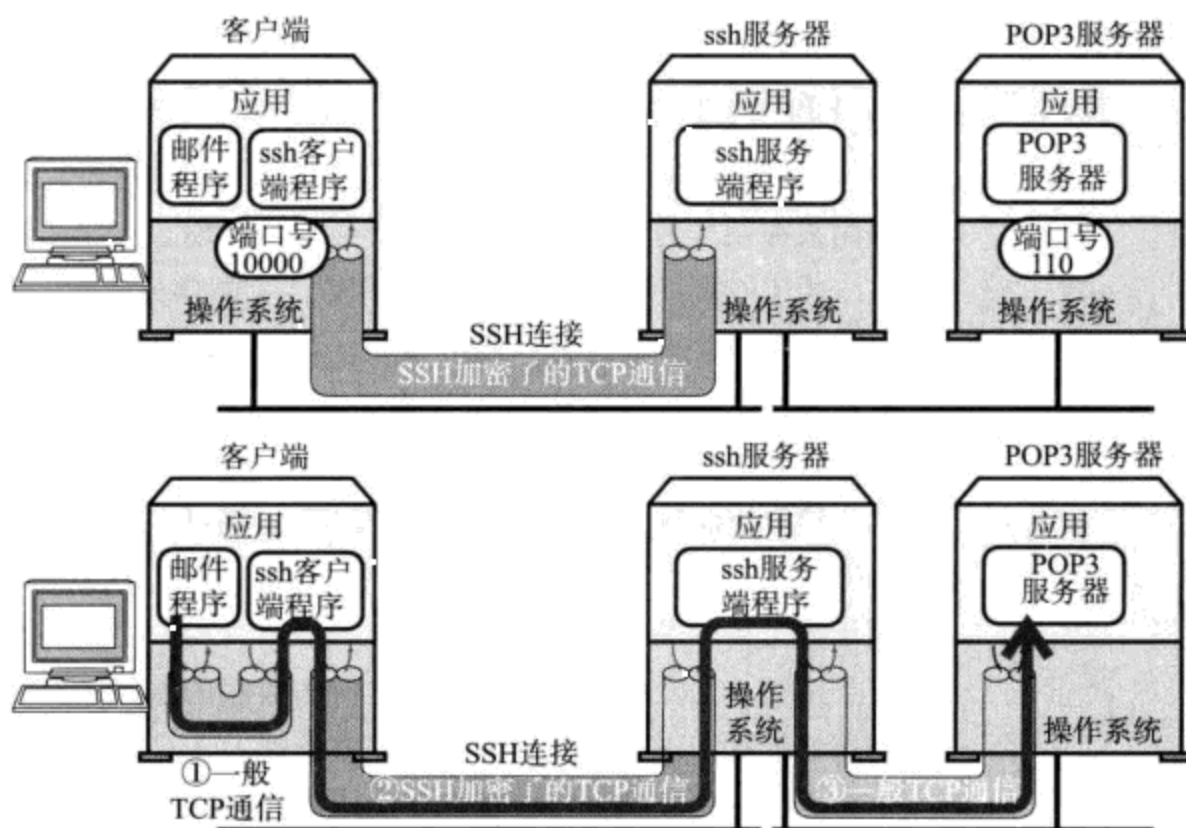 客户端
ssh服务器
POP3服务器
应用
应用
应用
邮件
程序
ssh客户
端程序
ssh服务
端程序
POP3
服务器
端口号
10000
端口号
110
操作系统
操作系统
操作系统
SSH连接
SSH加密了的TCP通信
客户端
ssh服务器
POP3服务器
应用
应用
应用
邮件
程序
ssh客户
端程序
ssh服务
端程序
POP3
服务器
操作
系统
操作系统
①一般
TCP通信
SSH连接
②SSH加密了的TCP通信
③一般TCP通信